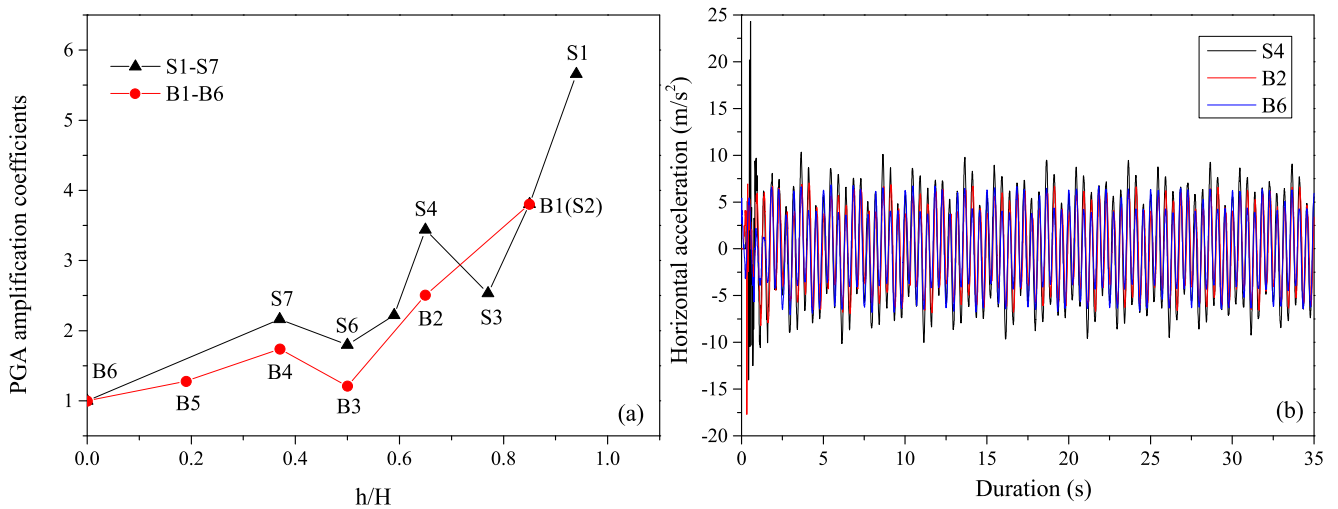 PGA amplification coefficients
6
5
4
3
2
1
S1-S7
B1-B6
S1
B1(S2)
S4
S3
B2
S7
S6
B6
B5
B4
B3
(a)
0.0 0.2 0.4 0.6 0.8 1.0
h/H
Horizontal acceleration (m/s²)
25
20
15
10
5
0
-5
-10
-15
-20
S4
B2
B6
(b)
0 5 10 15 20 25 30 35
Duration (s)